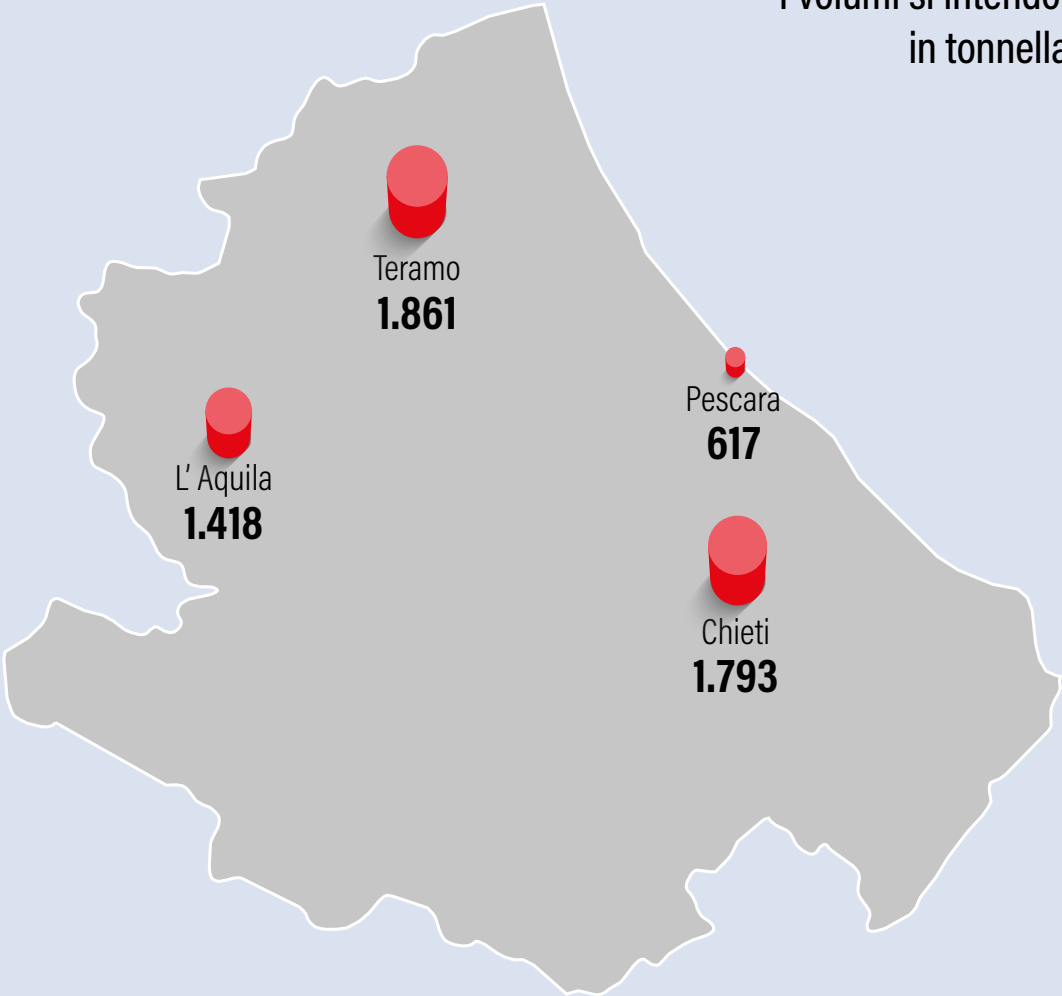 in tonnella
Teramo
1.861
Pescara
617
L' Aquila
1.418
Chieti
1.793